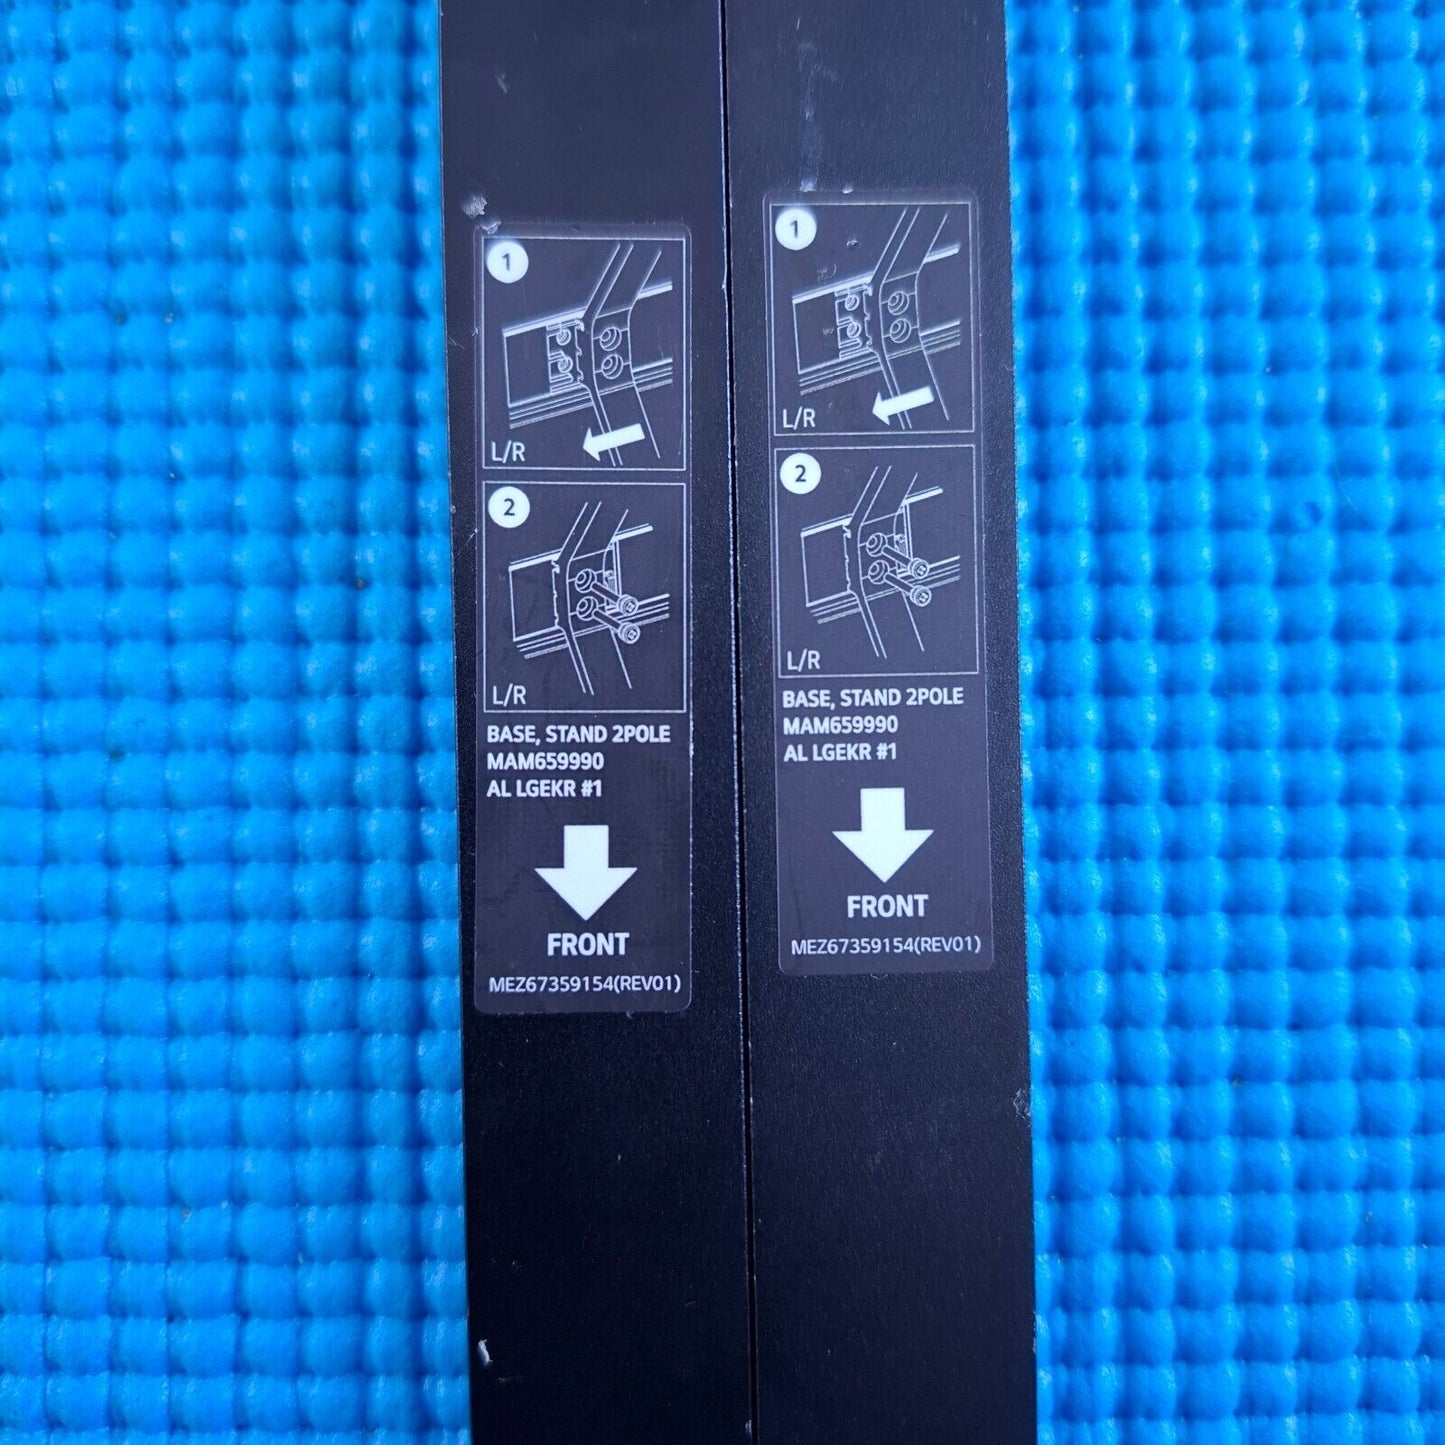 1
L/R
2
L/R
BASE, STAND 2POLE
MAM659990
AL LGEKR #1
FRONT
MEZ67359154(REV01)
1
L/R
2
L/R
BASE, STAND 2POLE
MAM659990
AL LGEKR #1
FRONT
MEZ67359154(REV01)